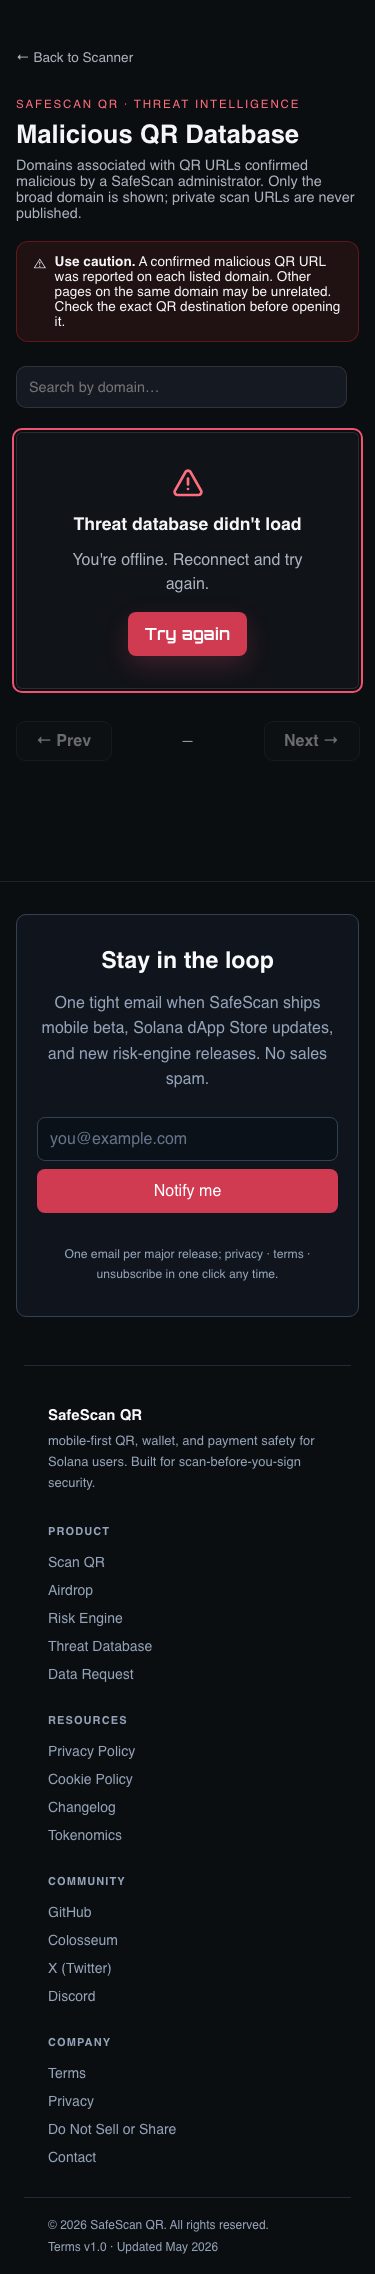 ← Back to Scanner
SAFESCAN QR · THREAT INTELLIGENCE
Malicious QR Database
Domains associated with QR URLs confirmed
malicious by a SafeScan administrator. Only the
broad domain is shown; private scan URLs are never
published.
⚠ Use caution. A confirmed malicious QR URL
was reported on each listed domain. Other
pages on the same domain may be unrelated.
Check the exact QR destination before opening
it.
Search by domain…
Threat database didn't load
You're offline. Reconnect and try
again.
Try again
← Prev
—
Next →
Stay in the loop
One tight email when SafeScan ships
mobile beta, Solana dApp Store updates,
and new risk-engine releases. No sales
spam.
you@example.com
Notify me
One email per major release; privacy · terms ·
unsubscribe in one click any time.
SafeScan QR
mobile-first QR, wallet, and payment safety for
Solana users. Built for scan-before-you-sign
security.
PRODUCT
Scan QR
Airdrop
Risk Engine
Threat Database
Data Request
RESOURCES
Privacy Policy
Cookie Policy
Changelog
Tokenomics
COMMUNITY
GitHub
Colosseum
X (Twitter)
Discord
COMPANY
Terms
Privacy
Do Not Sell or Share
Contact
© 2026 SafeScan QR. All rights reserved.
Terms v1.0 · Updated May 2026